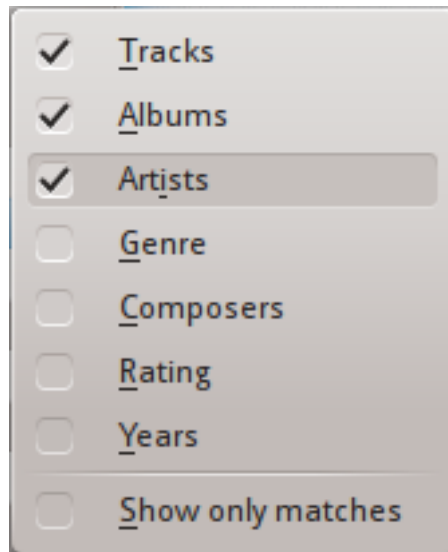 Tracks
Albums
Artists
Genre
Composers
Rating
Years
Show only matches